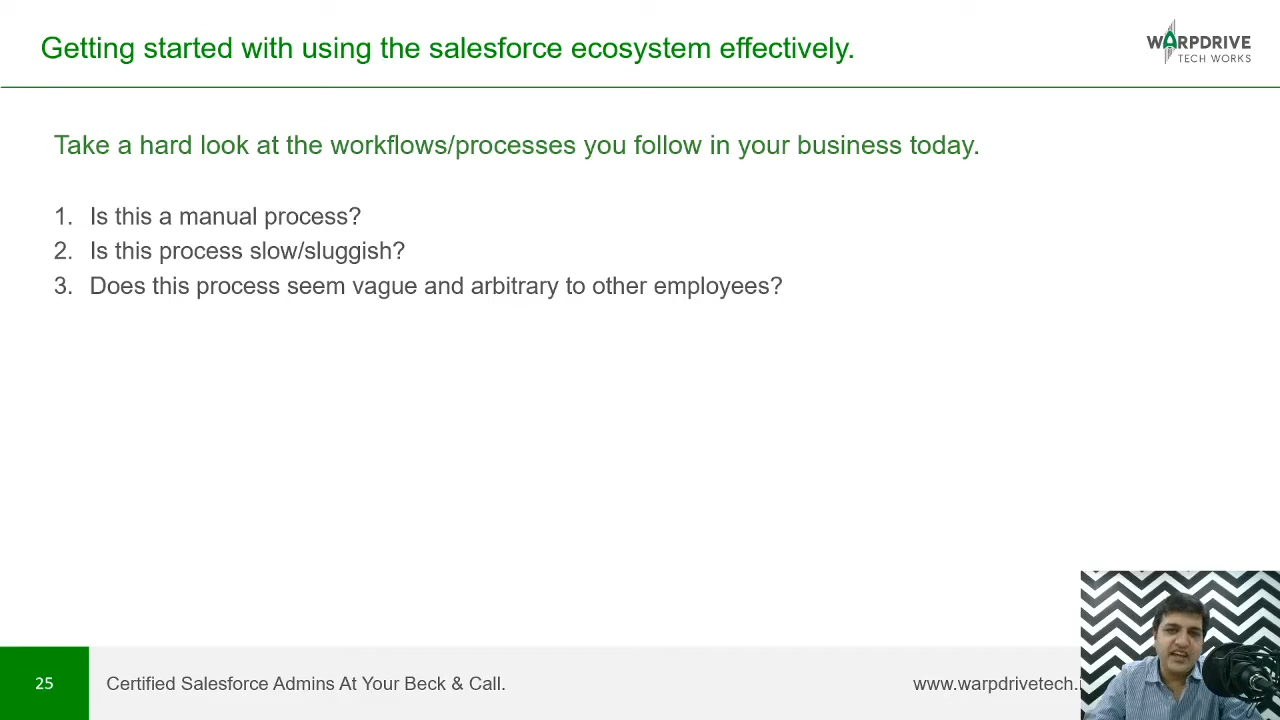 Getting started with using the salesforce ecosystem effectively.
WARPDRIVE
TECH WORKS
Take a hard look at the workflows/processes you follow in your business today.
1. Is this a manual process?
2. Is this process slow/sluggish?
3. Does this process seem vague and arbitrary to other employees?
25
Certified Salesforce Admins At Your Beck & Call.
www.warpdrivetech.